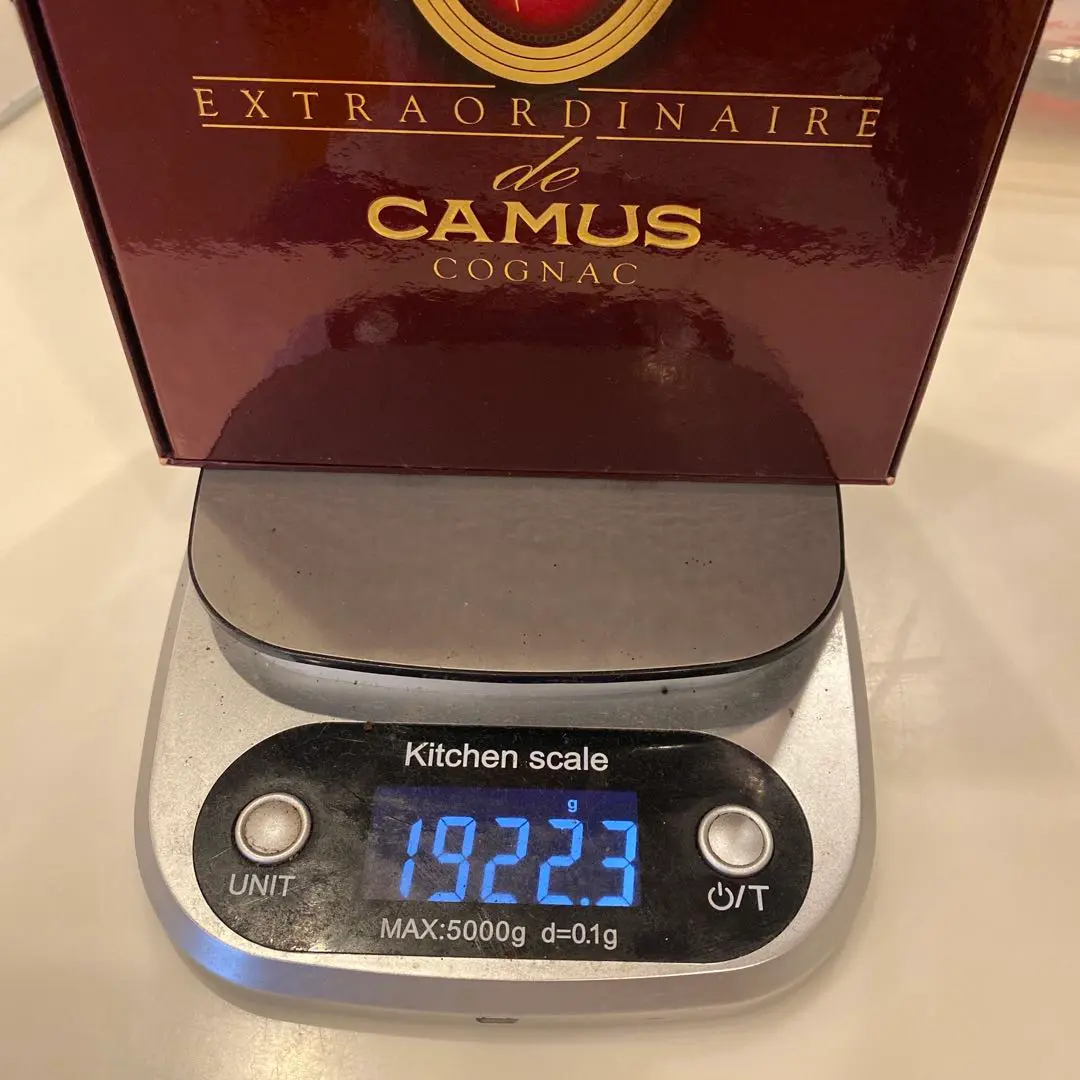 EXTRAORDINAIRE
de
CAMUS
COGNAC
Kitchen scale
g
1922.3
UNIT
⏻/T
MAX:5000g d=0.1g